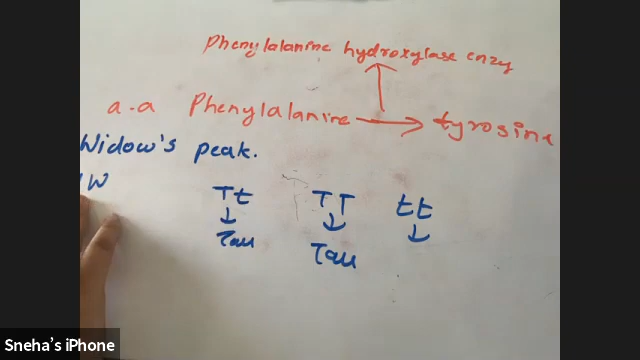 Phenylalanine hydroxylase enzy
a.a Phenylalanine → tyrosine
Widow's peak.
W
Tt TT tt
↓ ↓ ↓
Tall Tall
Sneha's iPhone